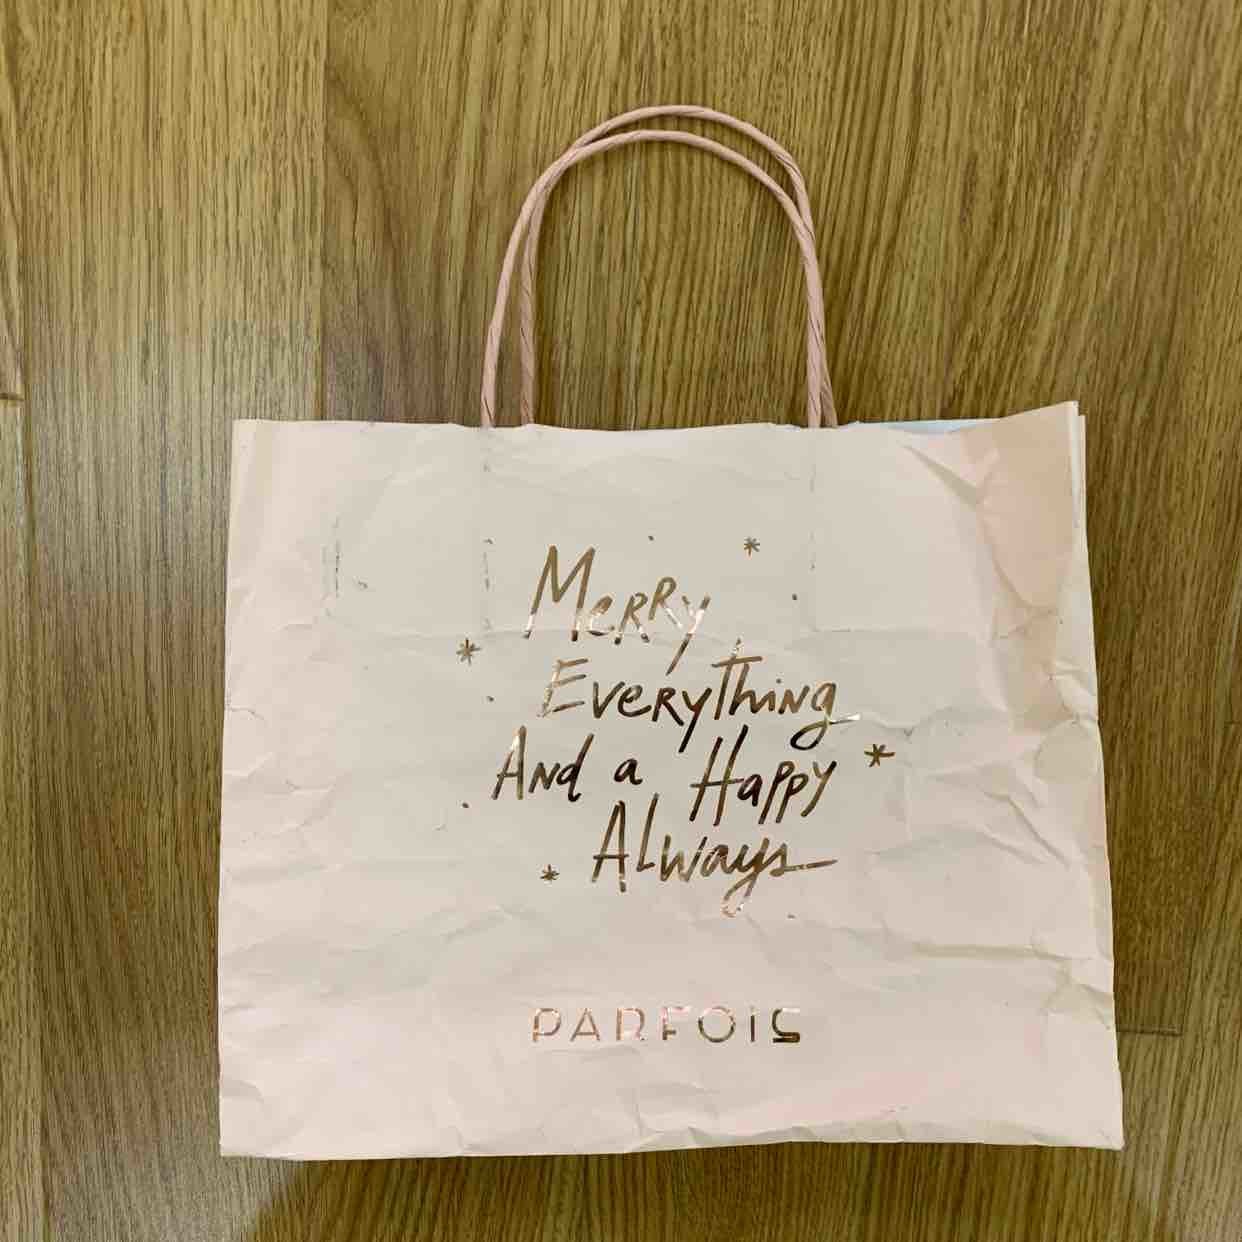 Merry
Everything
And a Happy
Always
PARFOIS